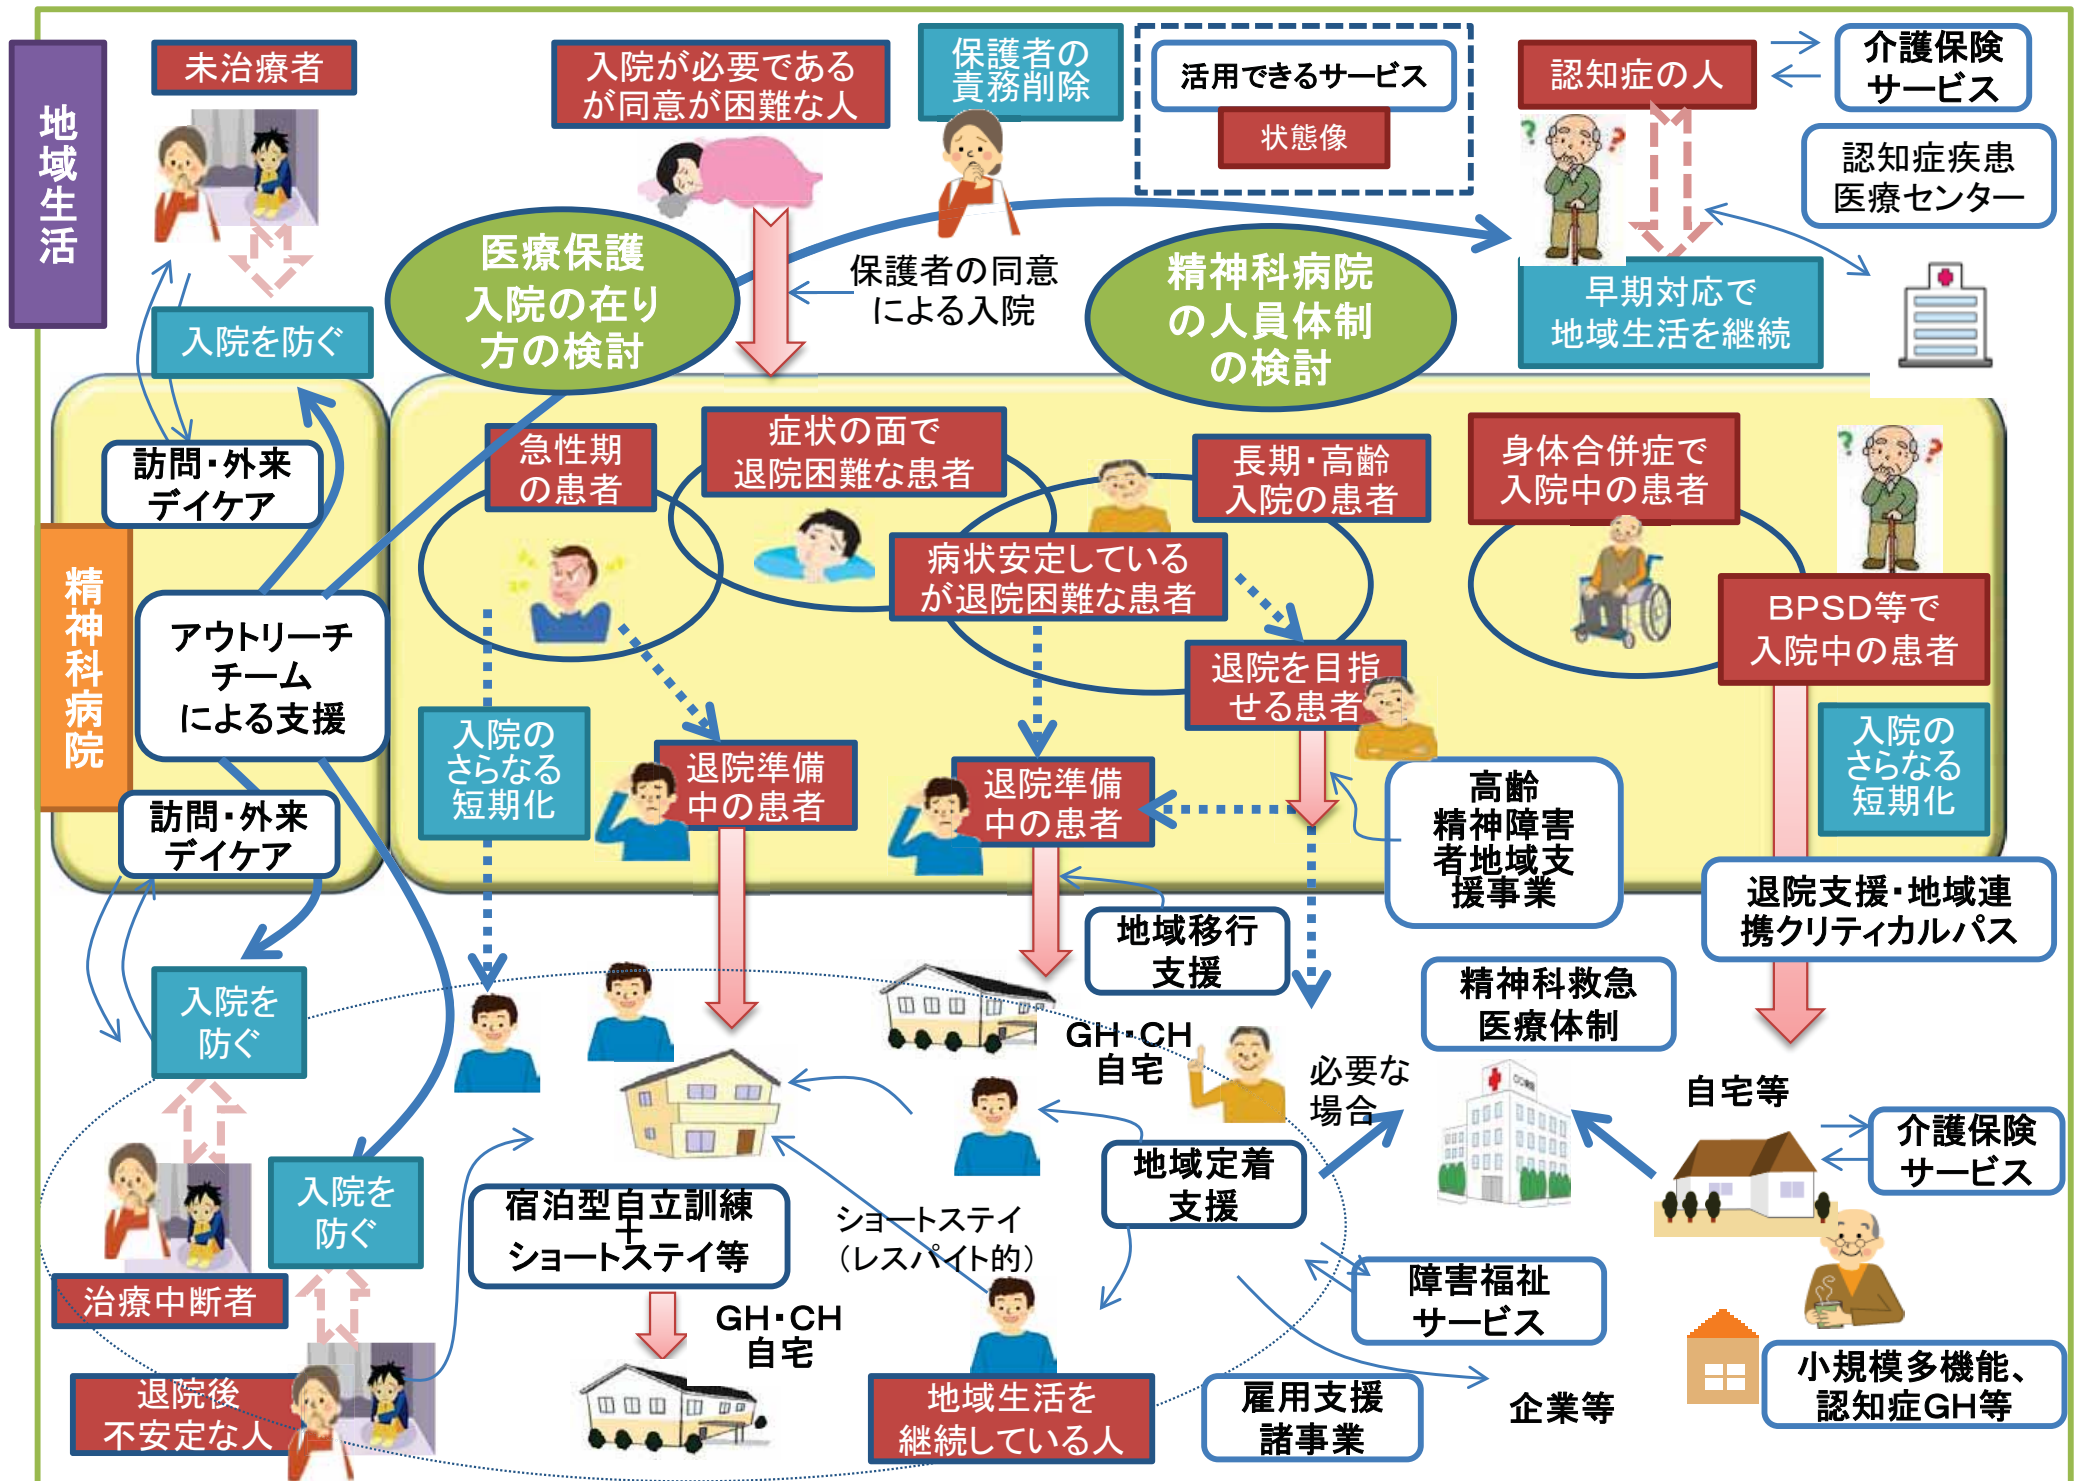 地域生活
未治療者
入院が必要である
が同意が困難な人
保護者の
責務削除
活用できるサービス
状態像
認知症の人
介護保険
サービス
認知症疾患
医療センター
医療保護
入院の在り
方の検討
保護者の同意
による入院
精神科病院
の人員体制
の検討
早期対応で
地域生活を継続
入院を防ぐ
精神科病院
訪問・外来
デイケア
急性期
の患者
症状の面で
退院困難な患者
長期・高齢
入院の患者
身体合併症で
入院中の患者
病状安定している
が退院困難な患者
BPSD等で
入院中の患者
アウトリーチ
チーム
による支援
退院を目指
せる患者
入院の
さらなる
短期化
退院準備
中の患者
退院準備
中の患者
高齢
精神障害
者地域支
援事業
入院の
さらなる
短期化
訪問・外来
デイケア
退院支援・地域連
携クリティカルパス
地域移行
支援
精神科救急
医療体制
入院を
防ぐ
GH・CH
自宅
必要な
場合
自宅等
介護保険
サービス
入院を
防ぐ
地域定着
支援
宿泊型自立訓練
＋
ショートステイ等
ショートステイ
（レスパイト的）
治療中断者
障害福祉
サービス
GH・CH
自宅
退院後
不安定な人
地域生活を
継続している人
雇用支援
諸事業
企業等
小規模多機能、
認知症GH等